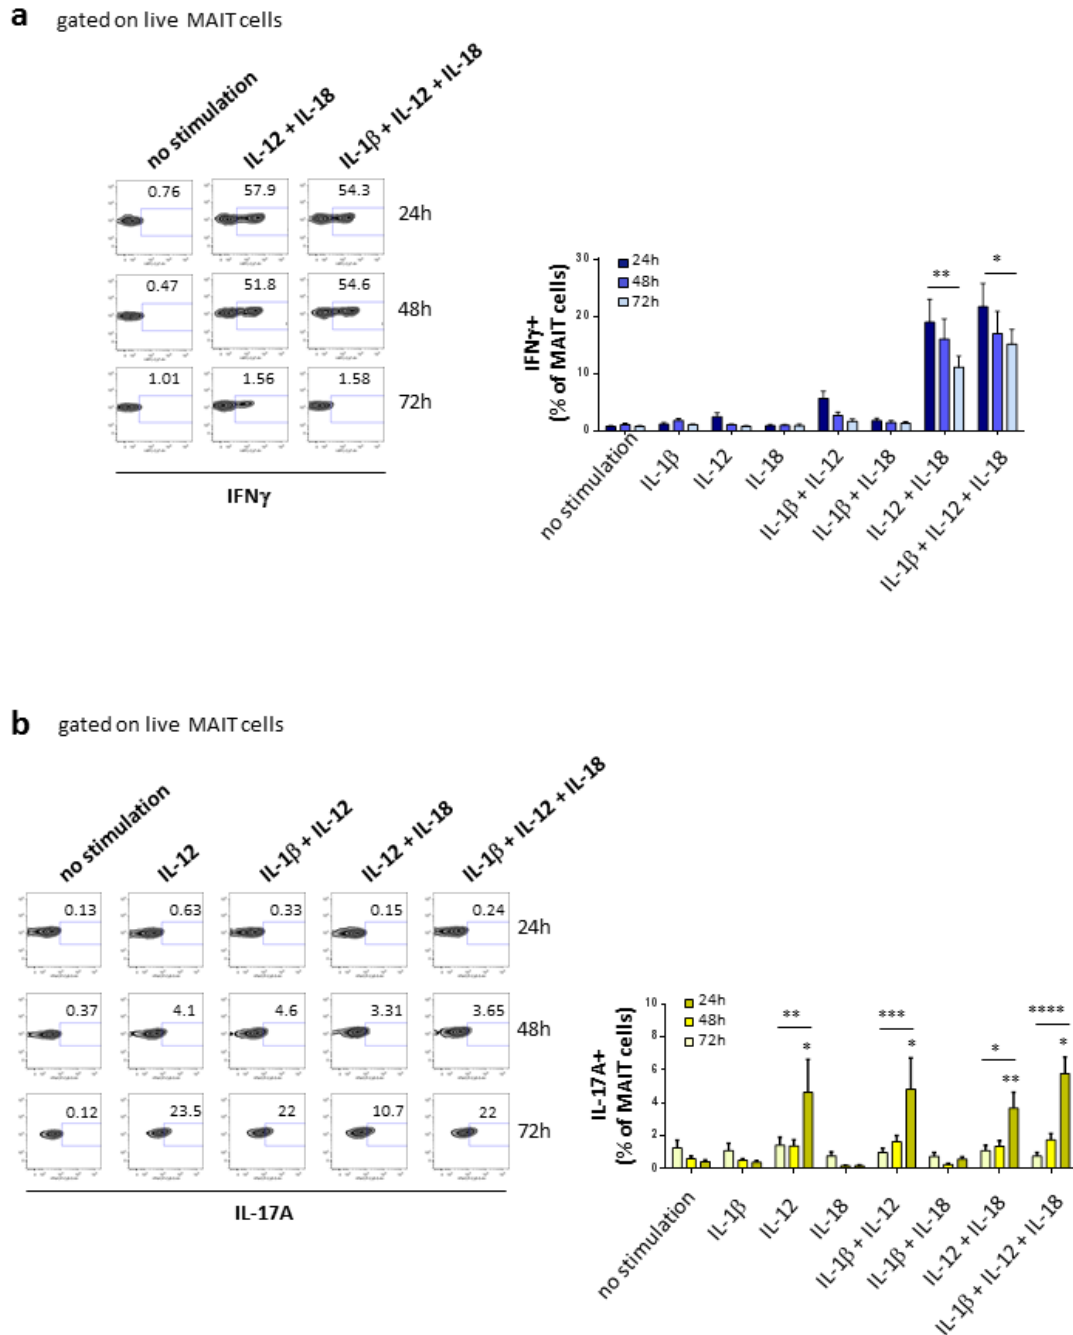 a gated on live MAIT cells
no stimulation
IL-12 + IL-18
IL-1β + IL-12 + IL-18
0.76 57.9 54.3 24h
0.47 51.8 54.6 48h
1.01 1.56 1.58 72h
IFNγ
IFNγ+
(% of MAIT cells)
30
20
10
0
24h
48h
72h
** *
no stimulation
IL-1β
IL-12
IL-18
IL-1β + IL-12
IL-1β + IL-18
IL-12 + IL-18
IL-1β + IL-12 + IL-18
b gated on live MAIT cells
no stimulation
IL-12
IL-1β + IL-12
IL-12 + IL-18
IL-1β + IL-12 + IL-18
0.13 0.63 0.33 0.15 0.24 24h
0.37 4.1 4.6 3.31 3.65 48h
0.12 23.5 22 10.7 22 72h
IL-17A
IL-17A+
(% of MAIT cells)
10
8
6
4
2
0
24h
48h
72h
** *** * ****
* * ** *
no stimulation
IL-1β
IL-12
IL-18
IL-1β + IL-12
IL-1β + IL-18
IL-12 + IL-18
IL-1β + IL-12 + IL-18